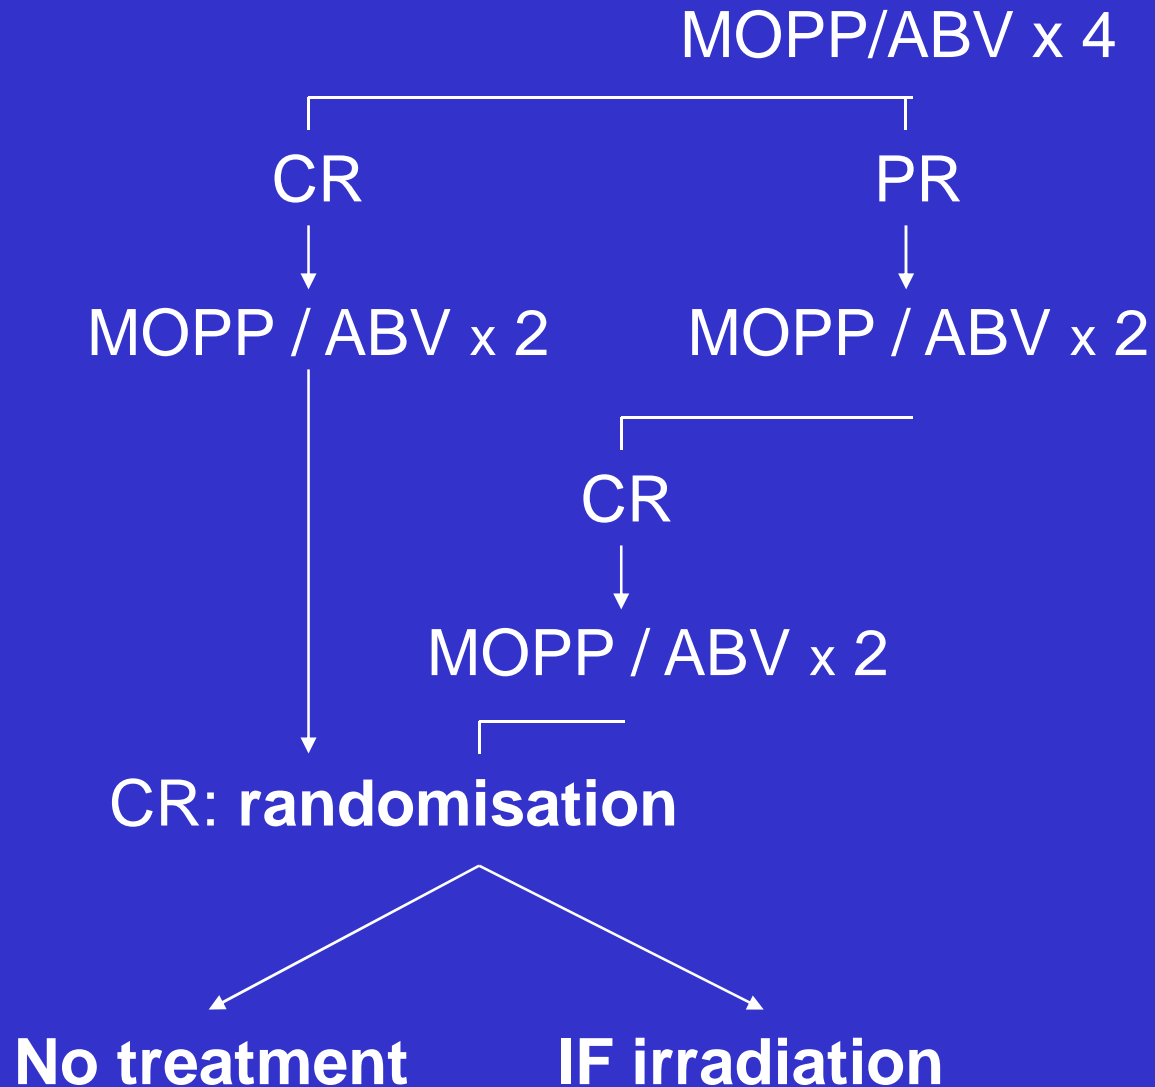 MOPP/ABV x 4
CR PR
MOPP / ABV x 2 MOPP / ABV x 2
CR
MOPP / ABV x 2
CR: randomisation
No treatment IF irradiation